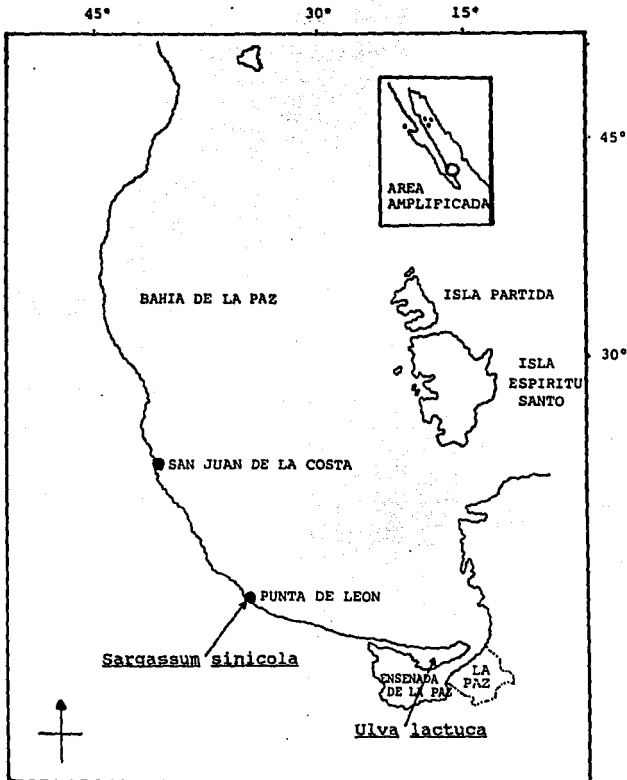 45° 30° 15°
45°
AREA
AMPLIFICADA
BAHIA DE LA PAZ
ISLA PARTIDA
30°
ISLA
ESPIRITU
SANTO
SAN JUAN DE LA COSTA
PUNTA DE LEON
Sargassum sinicola
ENSENADA
DE LA PAZ
LA
PAZ
Ulva lactuca